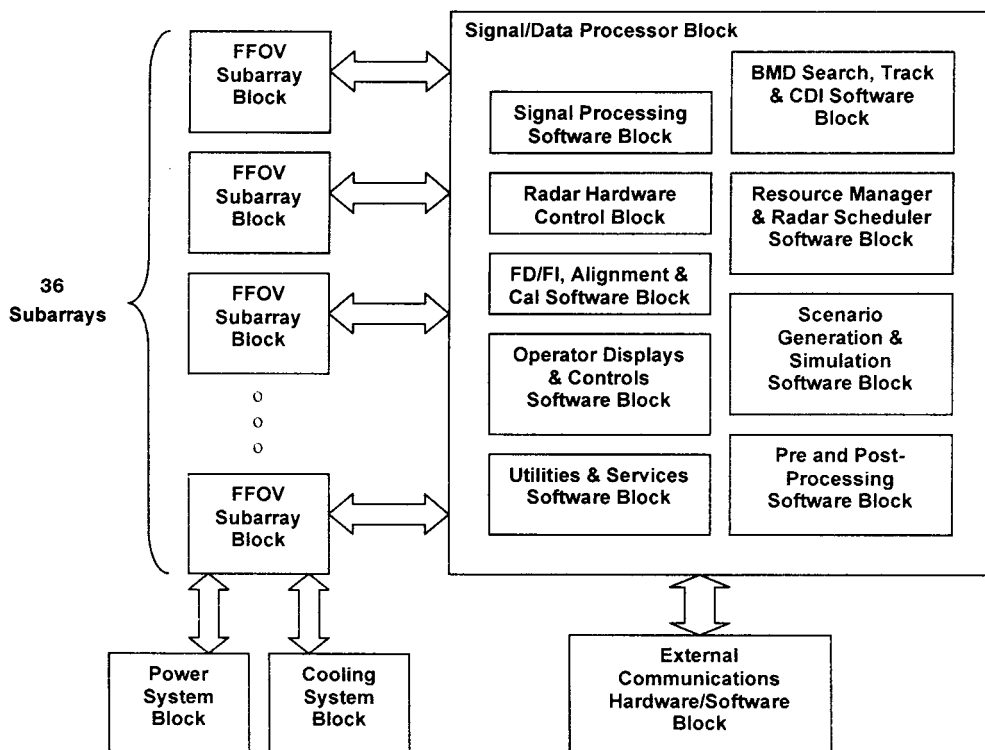 36
Subarrays
FFOV
Subarray
Block
FFOV
Subarray
Block
FFOV
Subarray
Block
o
o
o
FFOV
Subarray
Block
Power
System
Block
Cooling
System
Block
Signal/Data Processor Block
Signal Processing
Software Block
Radar Hardware
Control Block
FD/FI, Alignment &
Cal Software Block
Operator Displays
& Controls
Software Block
Utilities & Services
Software Block
BMD Search, Track
& CDI Software
Block
Resource Manager
& Radar Scheduler
Software Block
Scenario
Generation &
Simulation
Software Block
Pre and Post-
Processing
Software Block
External
Communications
Hardware/Software
Block